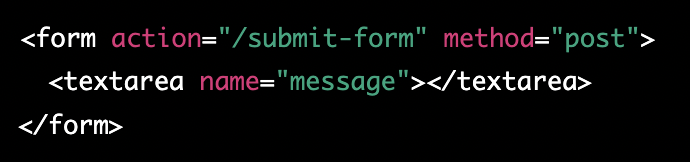 <form action="/submit-form" method="post">
  <textarea name="message"></textarea>
</form>